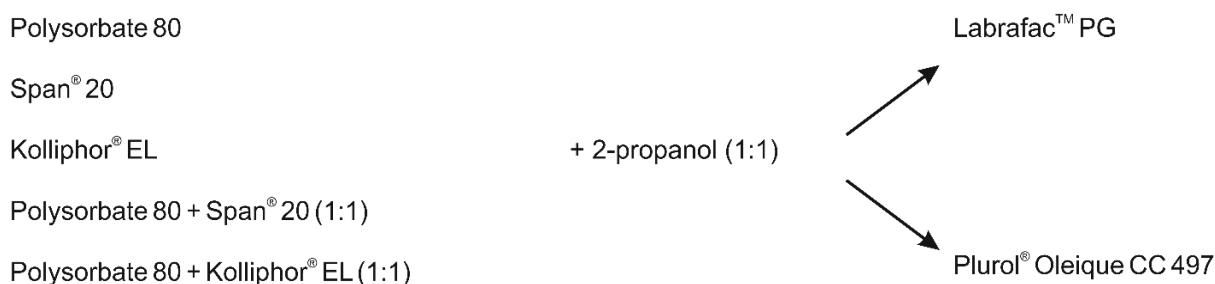 Polysorbate 80
Labrafac™ PG
Span® 20
Kolliphor® EL
+ 2-propanol (1:1)
Polysorbate 80 + Span® 20 (1:1)
Polysorbate 80 + Kolliphor® EL (1:1)
Plurol® Oleique CC 497